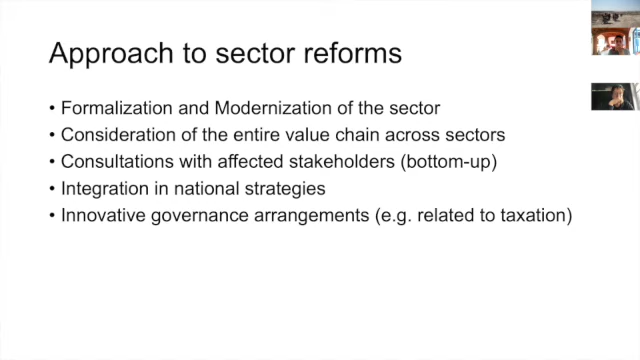 Approach to sector reforms
• Formalization and Modernization of the sector
• Consideration of the entire value chain across sectors
• Consultations with affected stakeholders (bottom-up)
• Integration in national strategies
• Innovative governance arrangements (e.g. related to taxation)